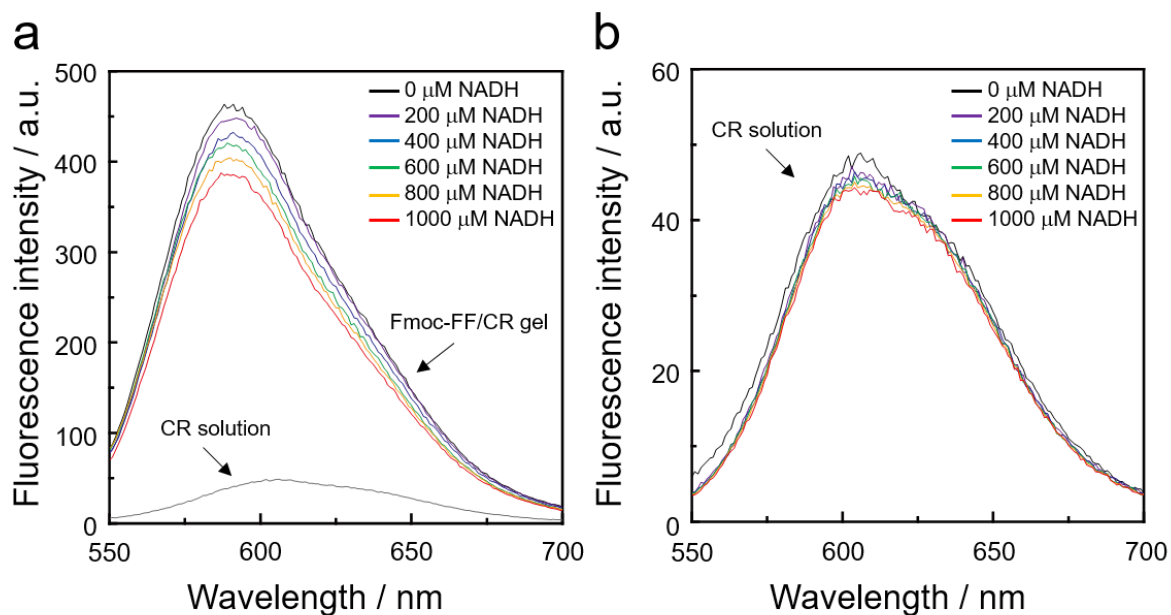 a
Fluorescence intensity / a.u.
500
400
300
200
100
0
0 μM NADH
200 μM NADH
400 μM NADH
600 μM NADH
800 μM NADH
1000 μM NADH
Fmoc-FF/CR gel
CR solution
550
600
650
700
Wavelength / nm
b
Fluorescence intensity / a.u.
60
40
20
0
CR solution
0 μM NADH
200 μM NADH
400 μM NADH
600 μM NADH
800 μM NADH
1000 μM NADH
550
600
650
700
Wavelength / nm